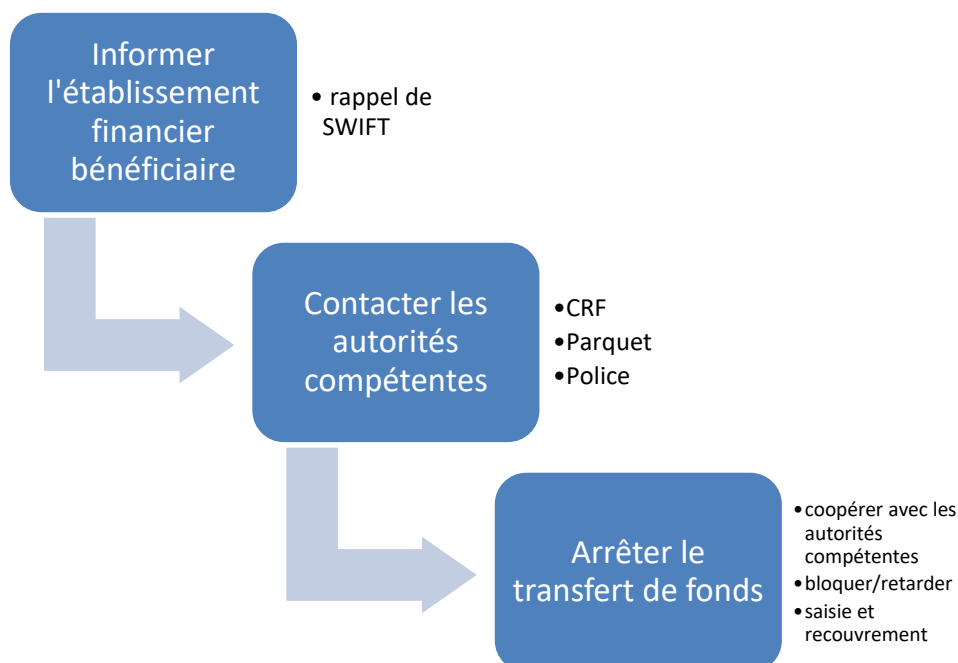 Informer
l'établissement
financier
bénéficiaire
• rappel de
SWIFT
Contacter les
autorités
compétentes
•CRF
•Parquet
•Police
Arrêter le
transfert de fonds
•coopérer avec les
autorités
compétentes
•bloquer/retarder
•saisie et
recouvrement